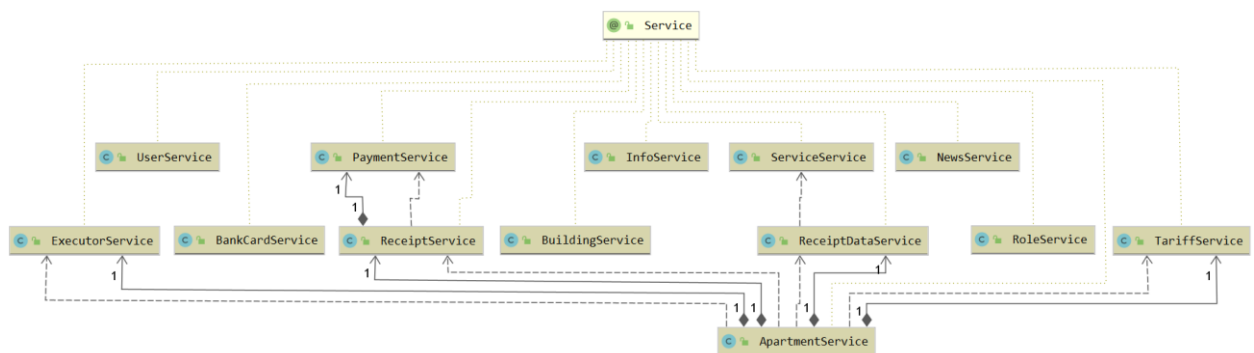 @ Service
C UserService
C PaymentService
C InfoService
C ServiceService
C NewsService
1
1
C ExecutorService
C BankCardService
C ReceiptService
C BuildingService
C ReceiptDataService
C RoleService
C TariffService
1
1
1
1
1
1
1
1
C ApartmentService